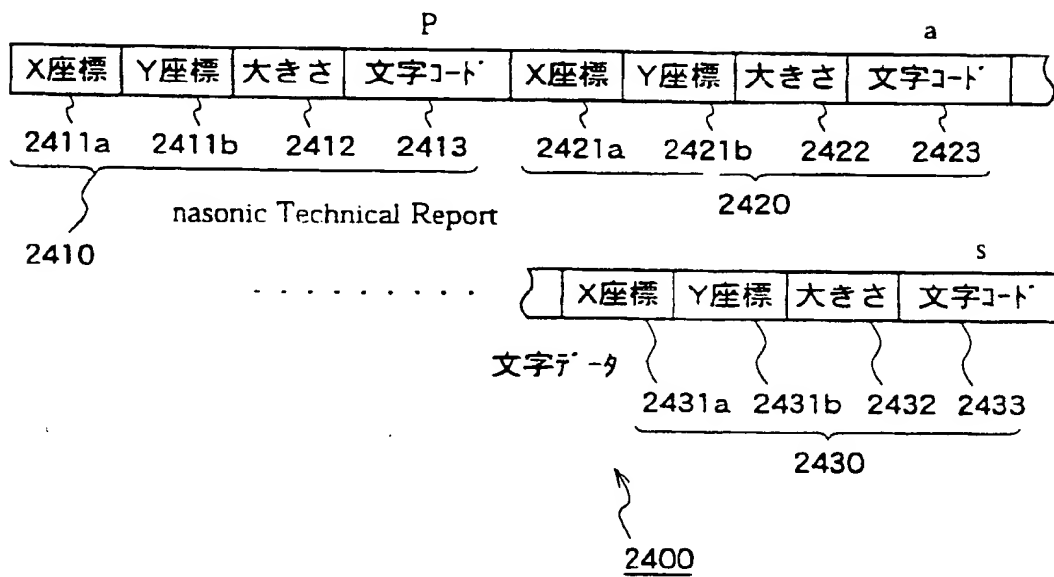 P a
X座標 Y座標 大きさ 文字コード X座標 Y座標 大きさ 文字コード
2411a 2411b 2412 2413 2421a 2421b 2422 2423
2420
nasonic Technical Report
2410
s
X座標 Y座標 大きさ 文字コード
. . . . . . . . .
文字データ
2431a 2431b 2432 2433
2430
2400